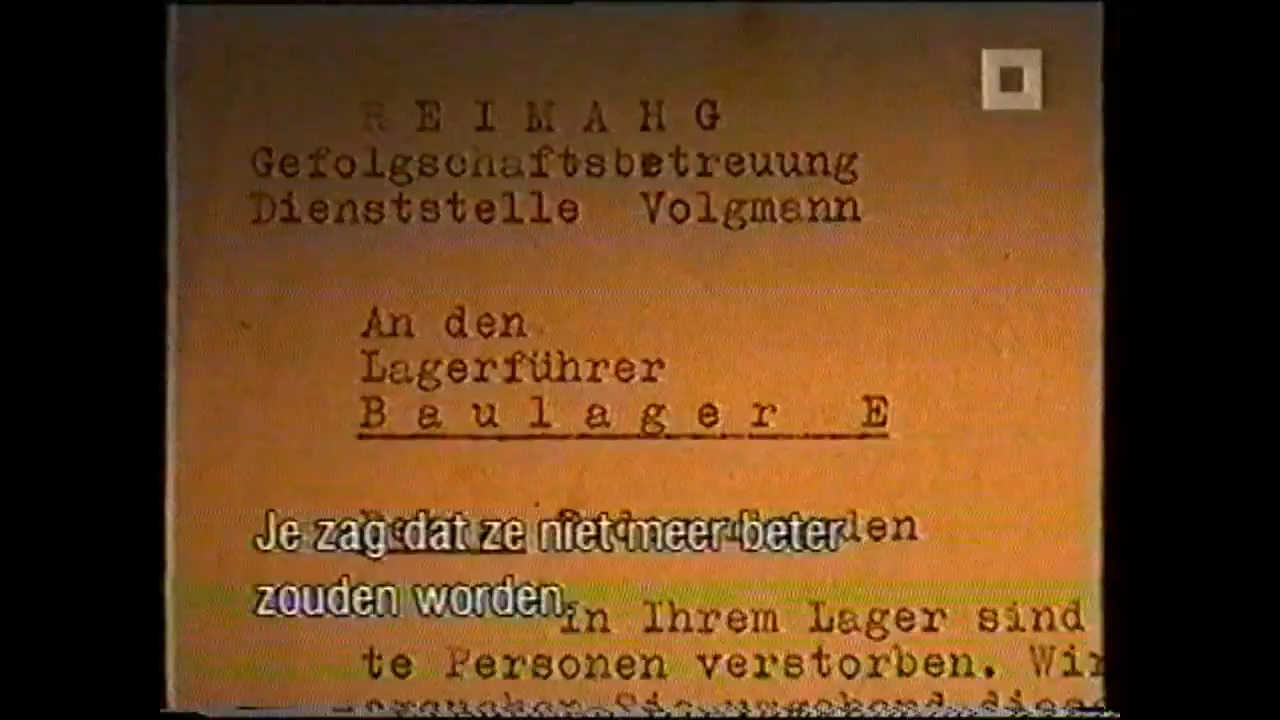 REIMAHG
Gefolgschaftsbetreuung
Dienststelle Volgmann
An den
Lagerführer
Baulager E
Je zag dat ze niet meer beter
zouden worden.
In Ihrem Lager sind
te Personen verstorben. Wir